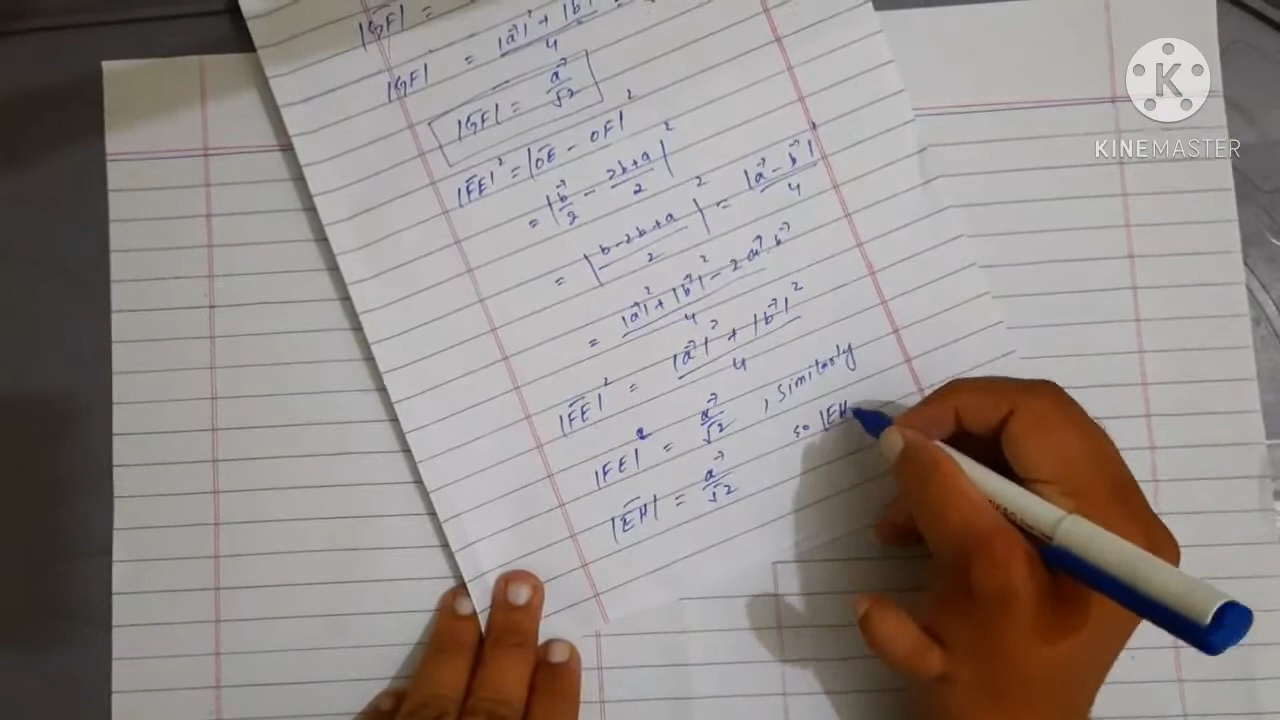 |GF| =
|GF| = |a⃗|² + |b⃗| / 4
|GF| = a⃗/√2
|FE|² = |OE - OF|²
= |b⃗/2 - 2b+a/2|²
= |b-2b+a/2|² = |a⃗ - b⃗|²/4
= |a⃗|² + |b⃗|² - 2a⃗.b⃗ / 4
|FE|² = |a⃗|² + |b⃗|² / 4
|FE| = a⃗/√2 , similarly
|EH| = a⃗/√2 so |EH
K
KINEMASTER